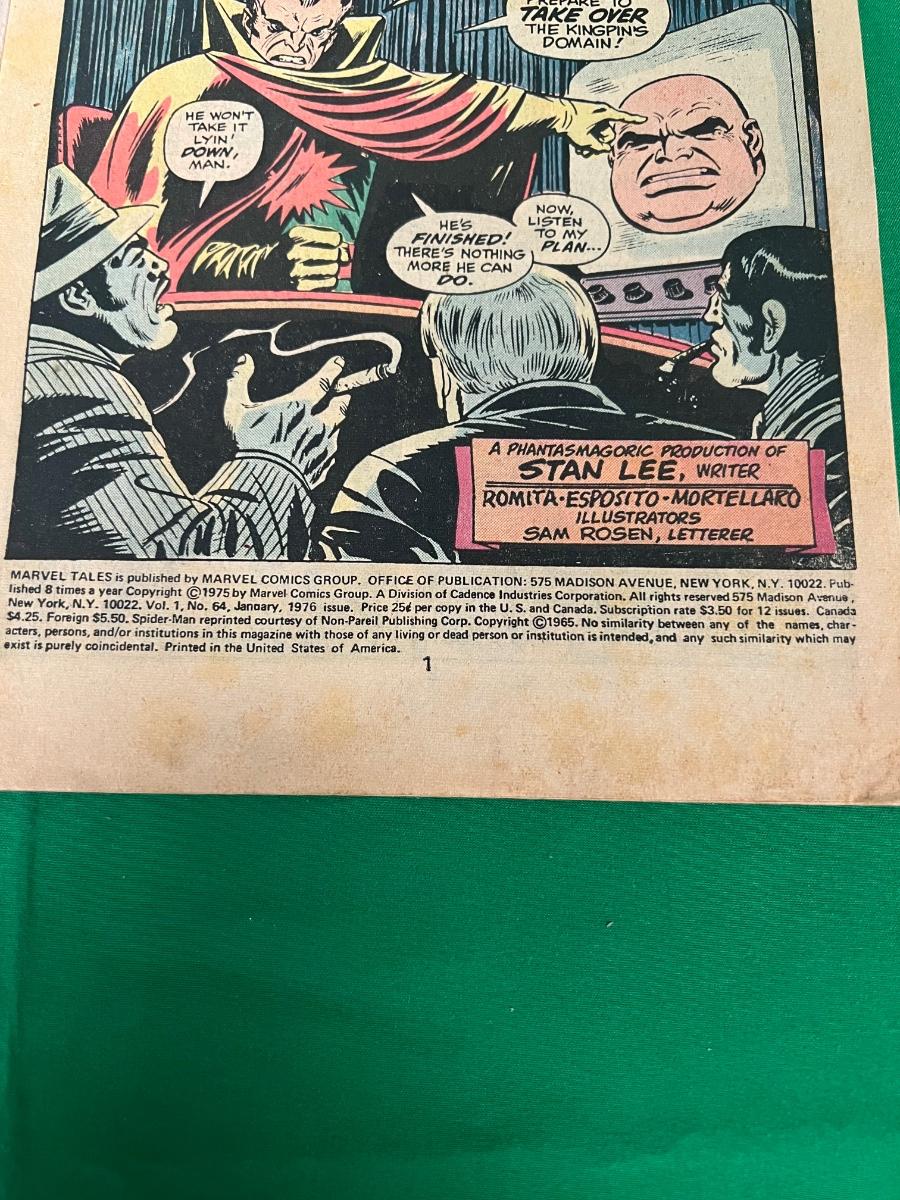 PREPARE TO
TAKE OVER
THE KINGPIN'S
DOMAIN!
HE WON'T
TAKE IT
LYIN'
DOWN,
MAN.
HE'S
FINISHED!
THERE'S NOTHING
MORE HE CAN
DO.
NOW,
LISTEN
TO MY
PLAN...
A PHANTASMAGORIC PRODUCTION OF
STAN LEE, WRITER
ROMITA • ESPOSITO • MORTELLARO
ILLUSTRATORS
SAM ROSEN, LETTERER
MARVEL TALES is published by MARVEL COMICS GROUP. OFFICE OF PUBLICATION: 575 MADISON AVENUE, NEW YORK, N.Y. 10022. Pub-
lished 8 times a year Copyright ©1975 by Marvel Comics Group. A Division of Cadence Industries Corporation. All rights reserved 575 Madison Avenue,
New York, N.Y. 10022. Vol. 1, No. 64, January, 1976 issue. Price 25¢ per copy in the U. S. and Canada. Subscription rate $3.50 for 12 issues. Canada
$4.25. Foreign $5.50. Spider-Man reprinted courtesy of Non-Pareil Publishing Corp. Copyright ©1965. No similarity between any of the names, char-
acters, persons, and/or institutions in this magazine with those of any living or dead person or institution is intended, and any such similarity which may
exist is purely coincidental. Printed in the United States of America.
1